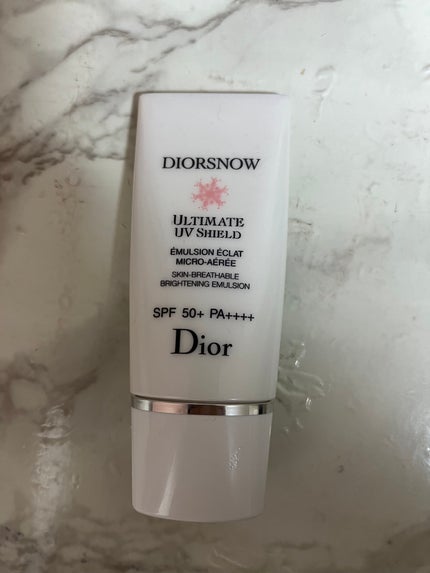 DIORSNOW
ULTIMATE
UV SHIELD
ÉMULSION ÉCLAT
MICRO-AÉRÉE
SKIN-BREATHABLE
BRIGHTENING EMULSION
SPF 50+ PA++++
Dior